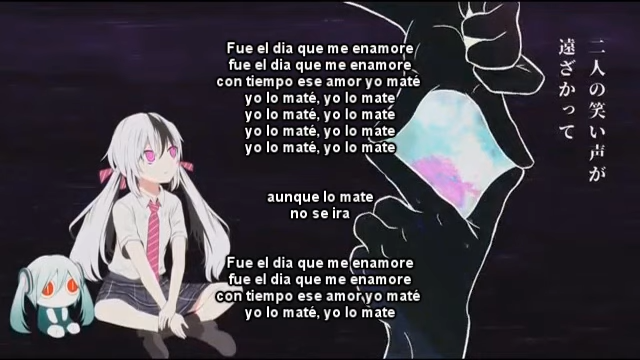 Fue el dia que me enamore
fue el dia que me enamore
con tiempo ese amor yo maté
yo lo maté, yo lo mate
yo lo maté, yo lo mate
yo lo maté, yo lo mate
yo lo maté, yo lo mate
aunque lo mate
no se ira
Fue el dia que me enamore
fue el dia que me enamore
con tiempo ese amor yo maté
yo lo maté, yo lo mate
二人の笑い声が
遠ざかって